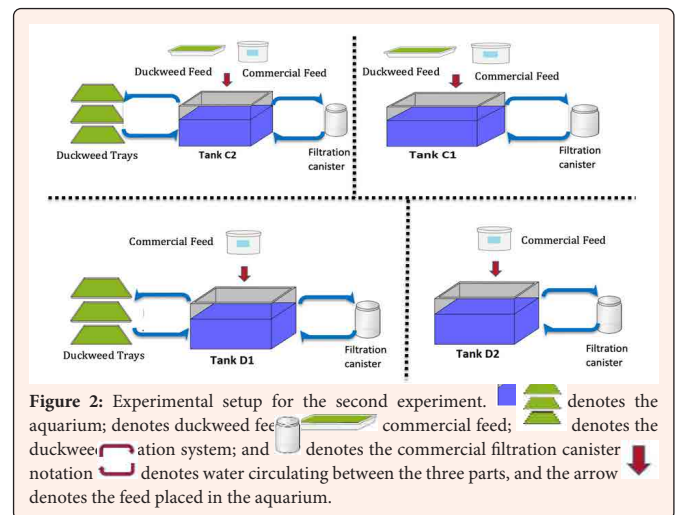 Duckweed Feed
Commercial Feed
Duckweed Trays
Tank C2
Filtration
canister
Duckweed Feed
Commercial Feed
Tank C1
Filtration
canister
Commercial Feed
Duckweed Trays
Tank D1
Filtration
canister
Commercial Feed
Tank D2
Filtration
canister
Figure 2: Experimental setup for the second experiment. denotes the
aquarium; denotes duckweed commercial feed; denotes the
denotes the commercial filtration canister
notation denotes water circulating between the three parts, and the arrow
denotes the feed placed in the aquarium.